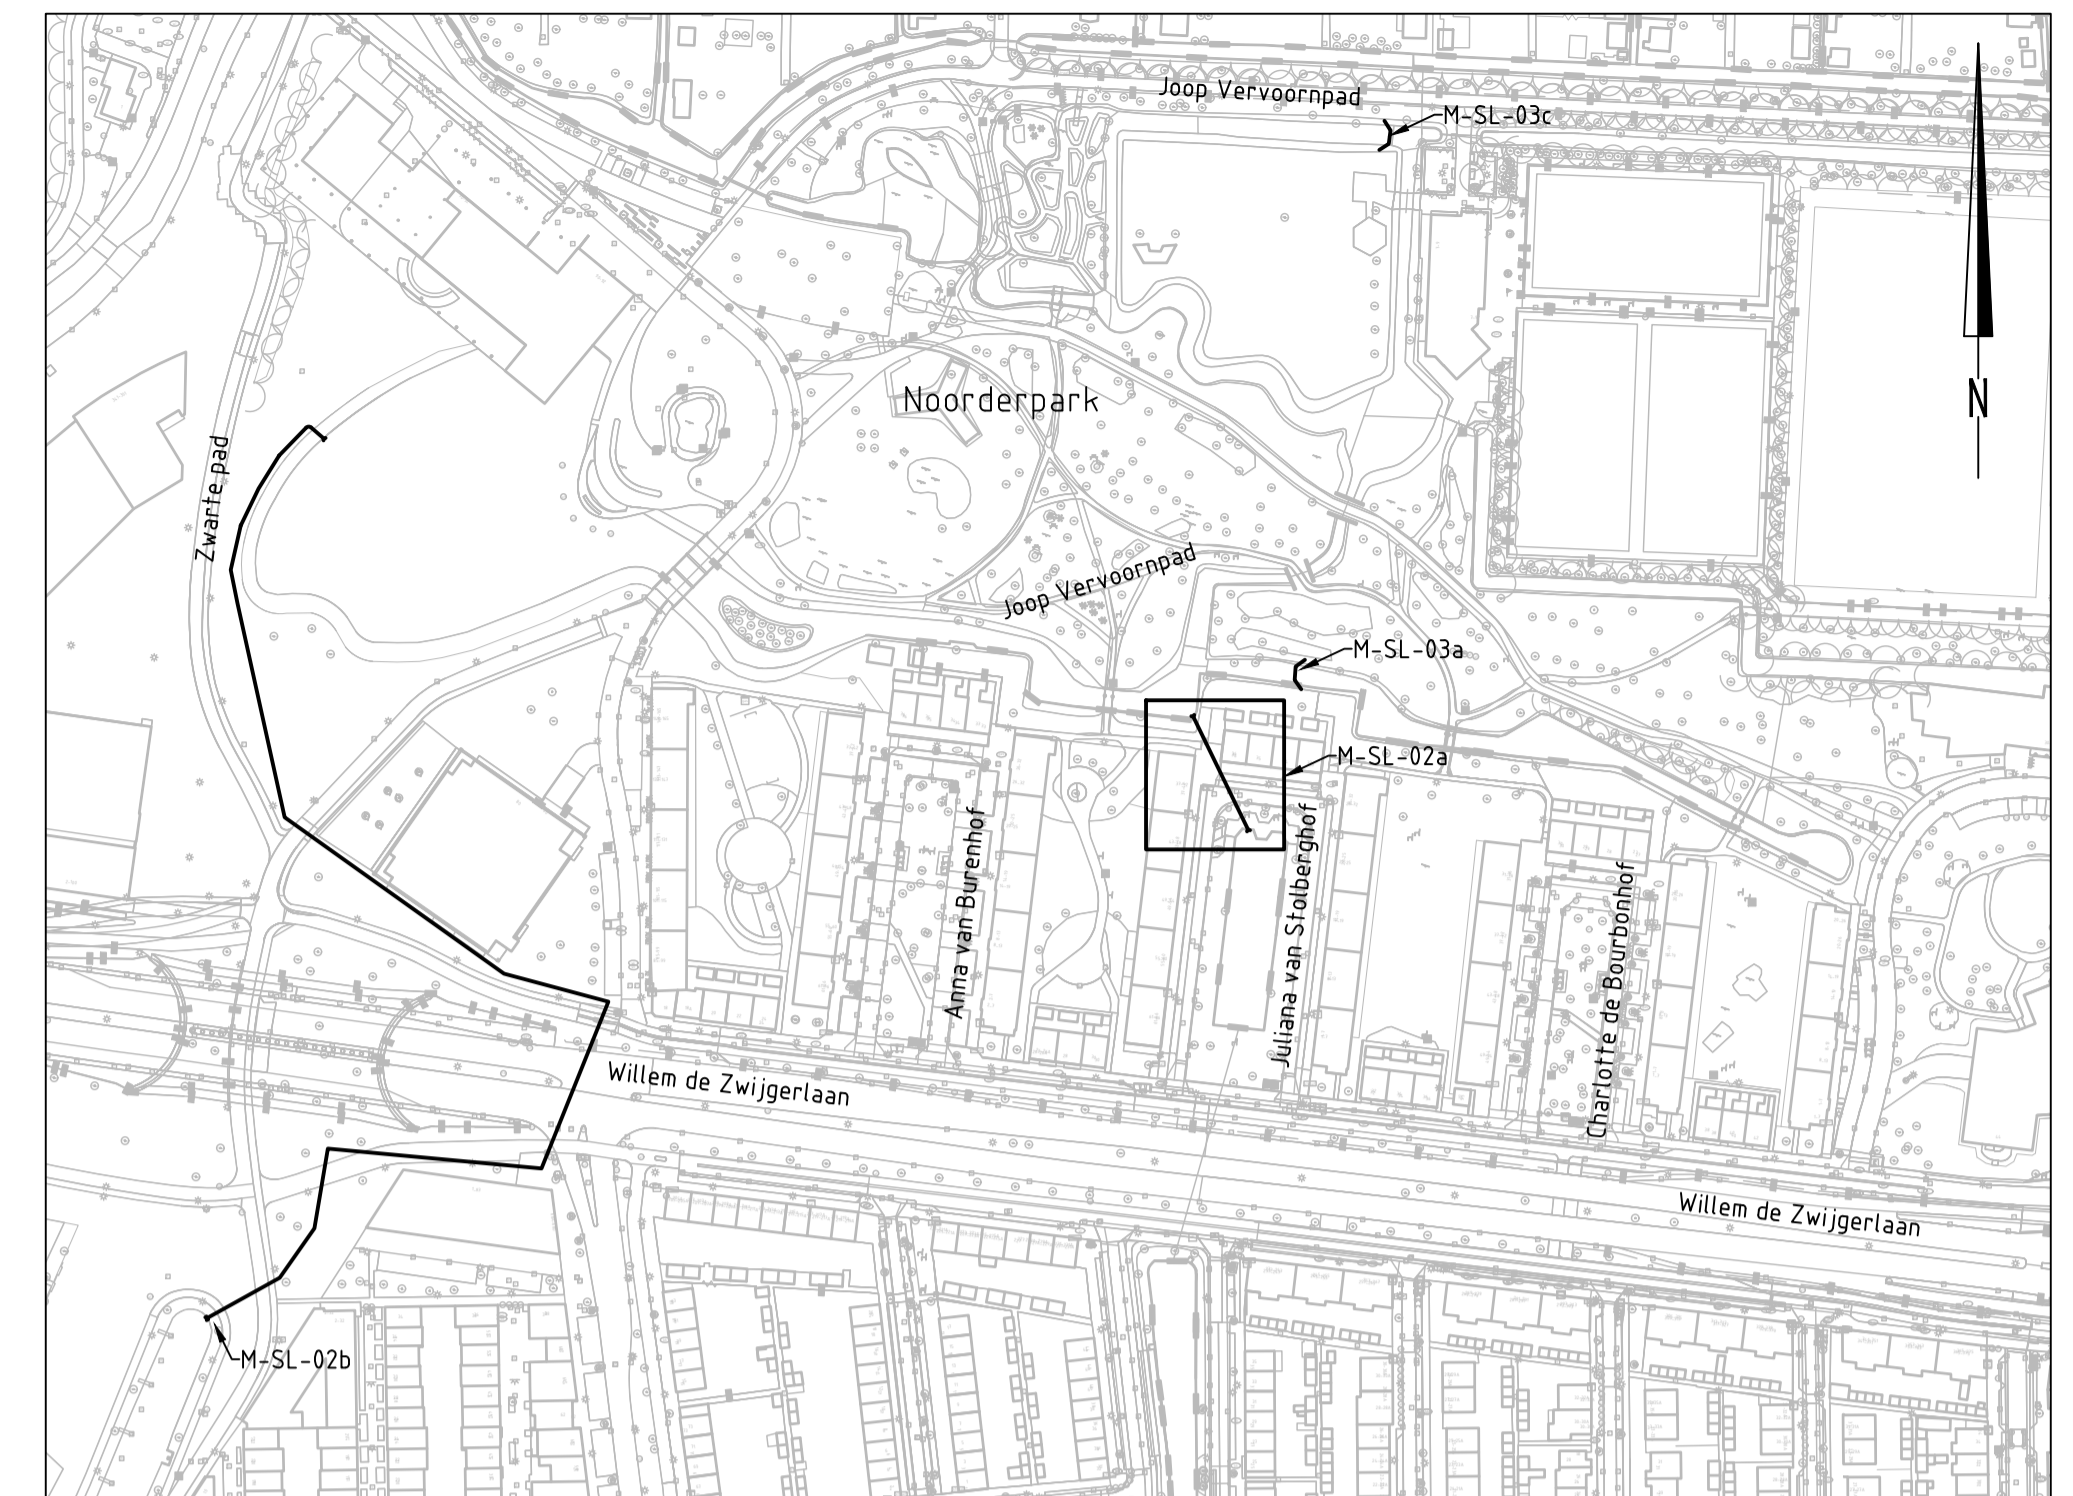 Joop Vervoornpad
M-SL-03c
Noorderpark
N
Zwarte pad
Joop Vervoornpad
M-SL-03a
M-SL-02a
Anna van Burenhof
Juliana van Stolberghof
Charlotte de Bourbonhof
Willem de Zwijgerlaan
Willem de Zwijgerlaan
M-SL-02b